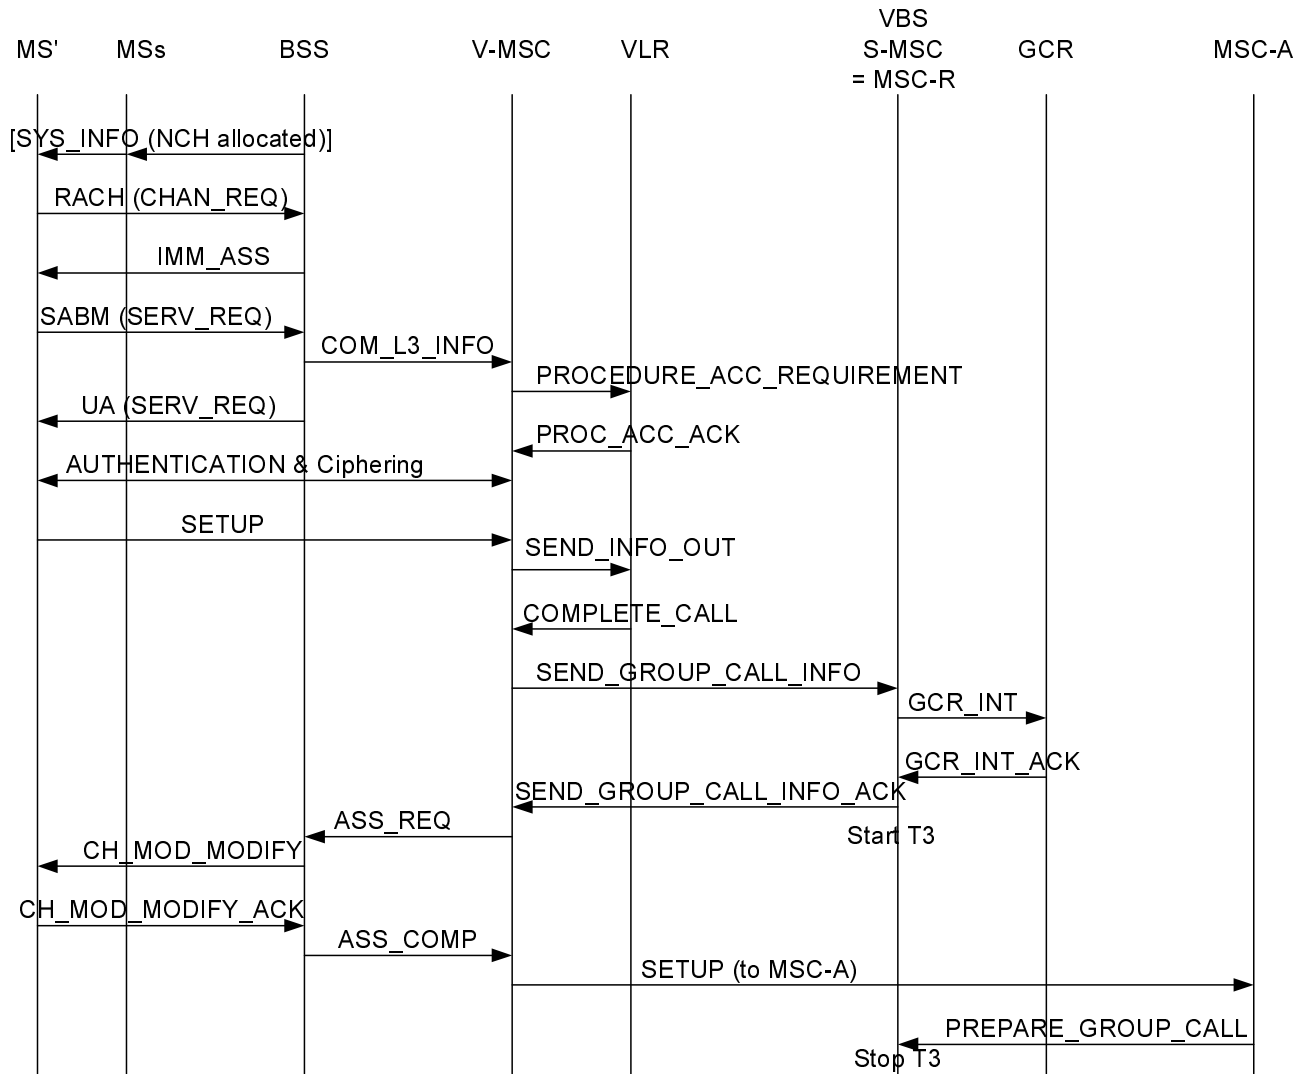 VBS
MS' MSs BSS V-MSC VLR S-MSC GCR MSC-A
= MSC-R
[SYS_INFO (NCH allocated)]
RACH (CHAN_REQ)
IMM_ASS
SABM (SERV_REQ)
COM_L3_INFO
PROCEDURE_ACC_REQUIREMENT
UA (SERV_REQ)
PROC_ACC_ACK
AUTHENTICATION & Ciphering
SETUP
SEND_INFO_OUT
COMPLETE_CALL
SEND_GROUP_CALL_INFO
GCR_INT
GCR_INT_ACK
SEND_GROUP_CALL_INFO_ACK
ASS_REQ
Start T3
CH_MOD_MODIFY
CH_MOD_MODIFY_ACK
ASS_COMP
SETUP (to MSC-A)
PREPARE_GROUP_CALL
Stop T3